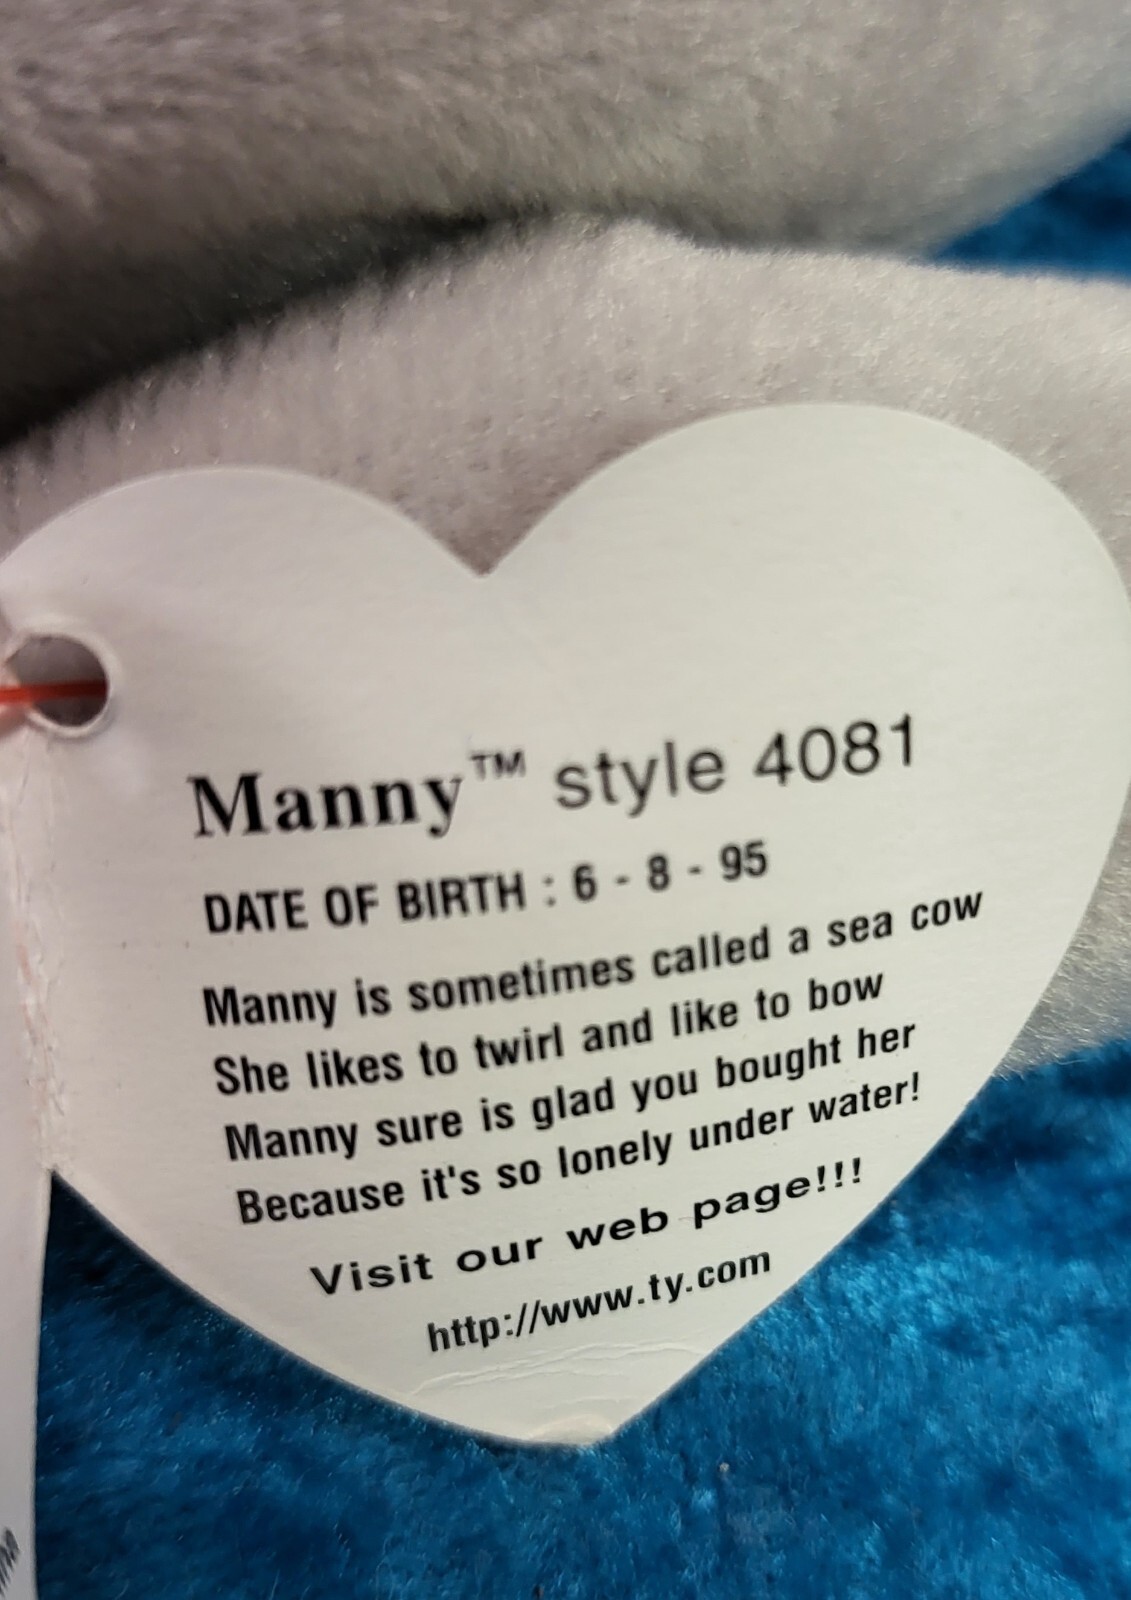 Manny™ style 4081
DATE OF BIRTH : 6 - 8 - 95
Manny is sometimes called a sea cow
She likes to twirl and like to bow
Manny sure is glad you bought her
Because it's so lonely under water!
Visit our web page!!!
http://www.ty.com